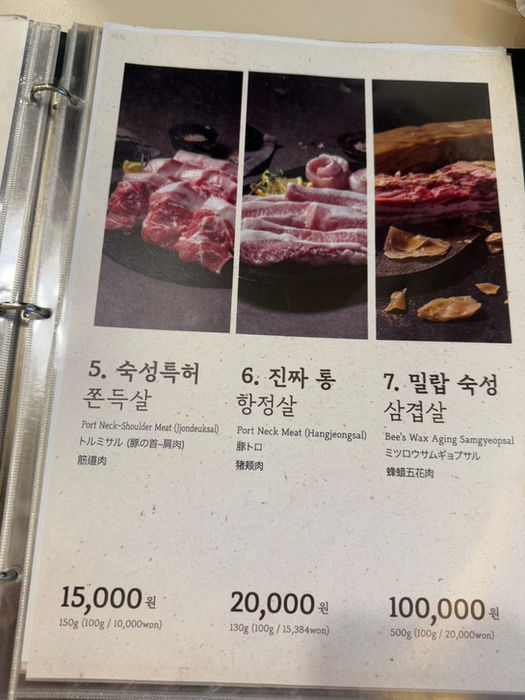 5. 숙성특허
쫀득살
Port Neck-Shoulder Meat (Jjondeuksal)
トルミサル (豚の首~肩肉)
筋道肉
15,000원
150g (100g / 10,000won)
6. 진짜 통
항정살
Port Neck Meat (Hangjeongsal)
豚トロ
猪颊肉
20,000원
130g (100g / 15,384won)
7. 밀랍 숙성
삼겹살
Bee's Wax Aging Samgyeopsal
ミツロウサムギョプサル
蜂蜡五花肉
100,000원
500g (100g / 20,000won)